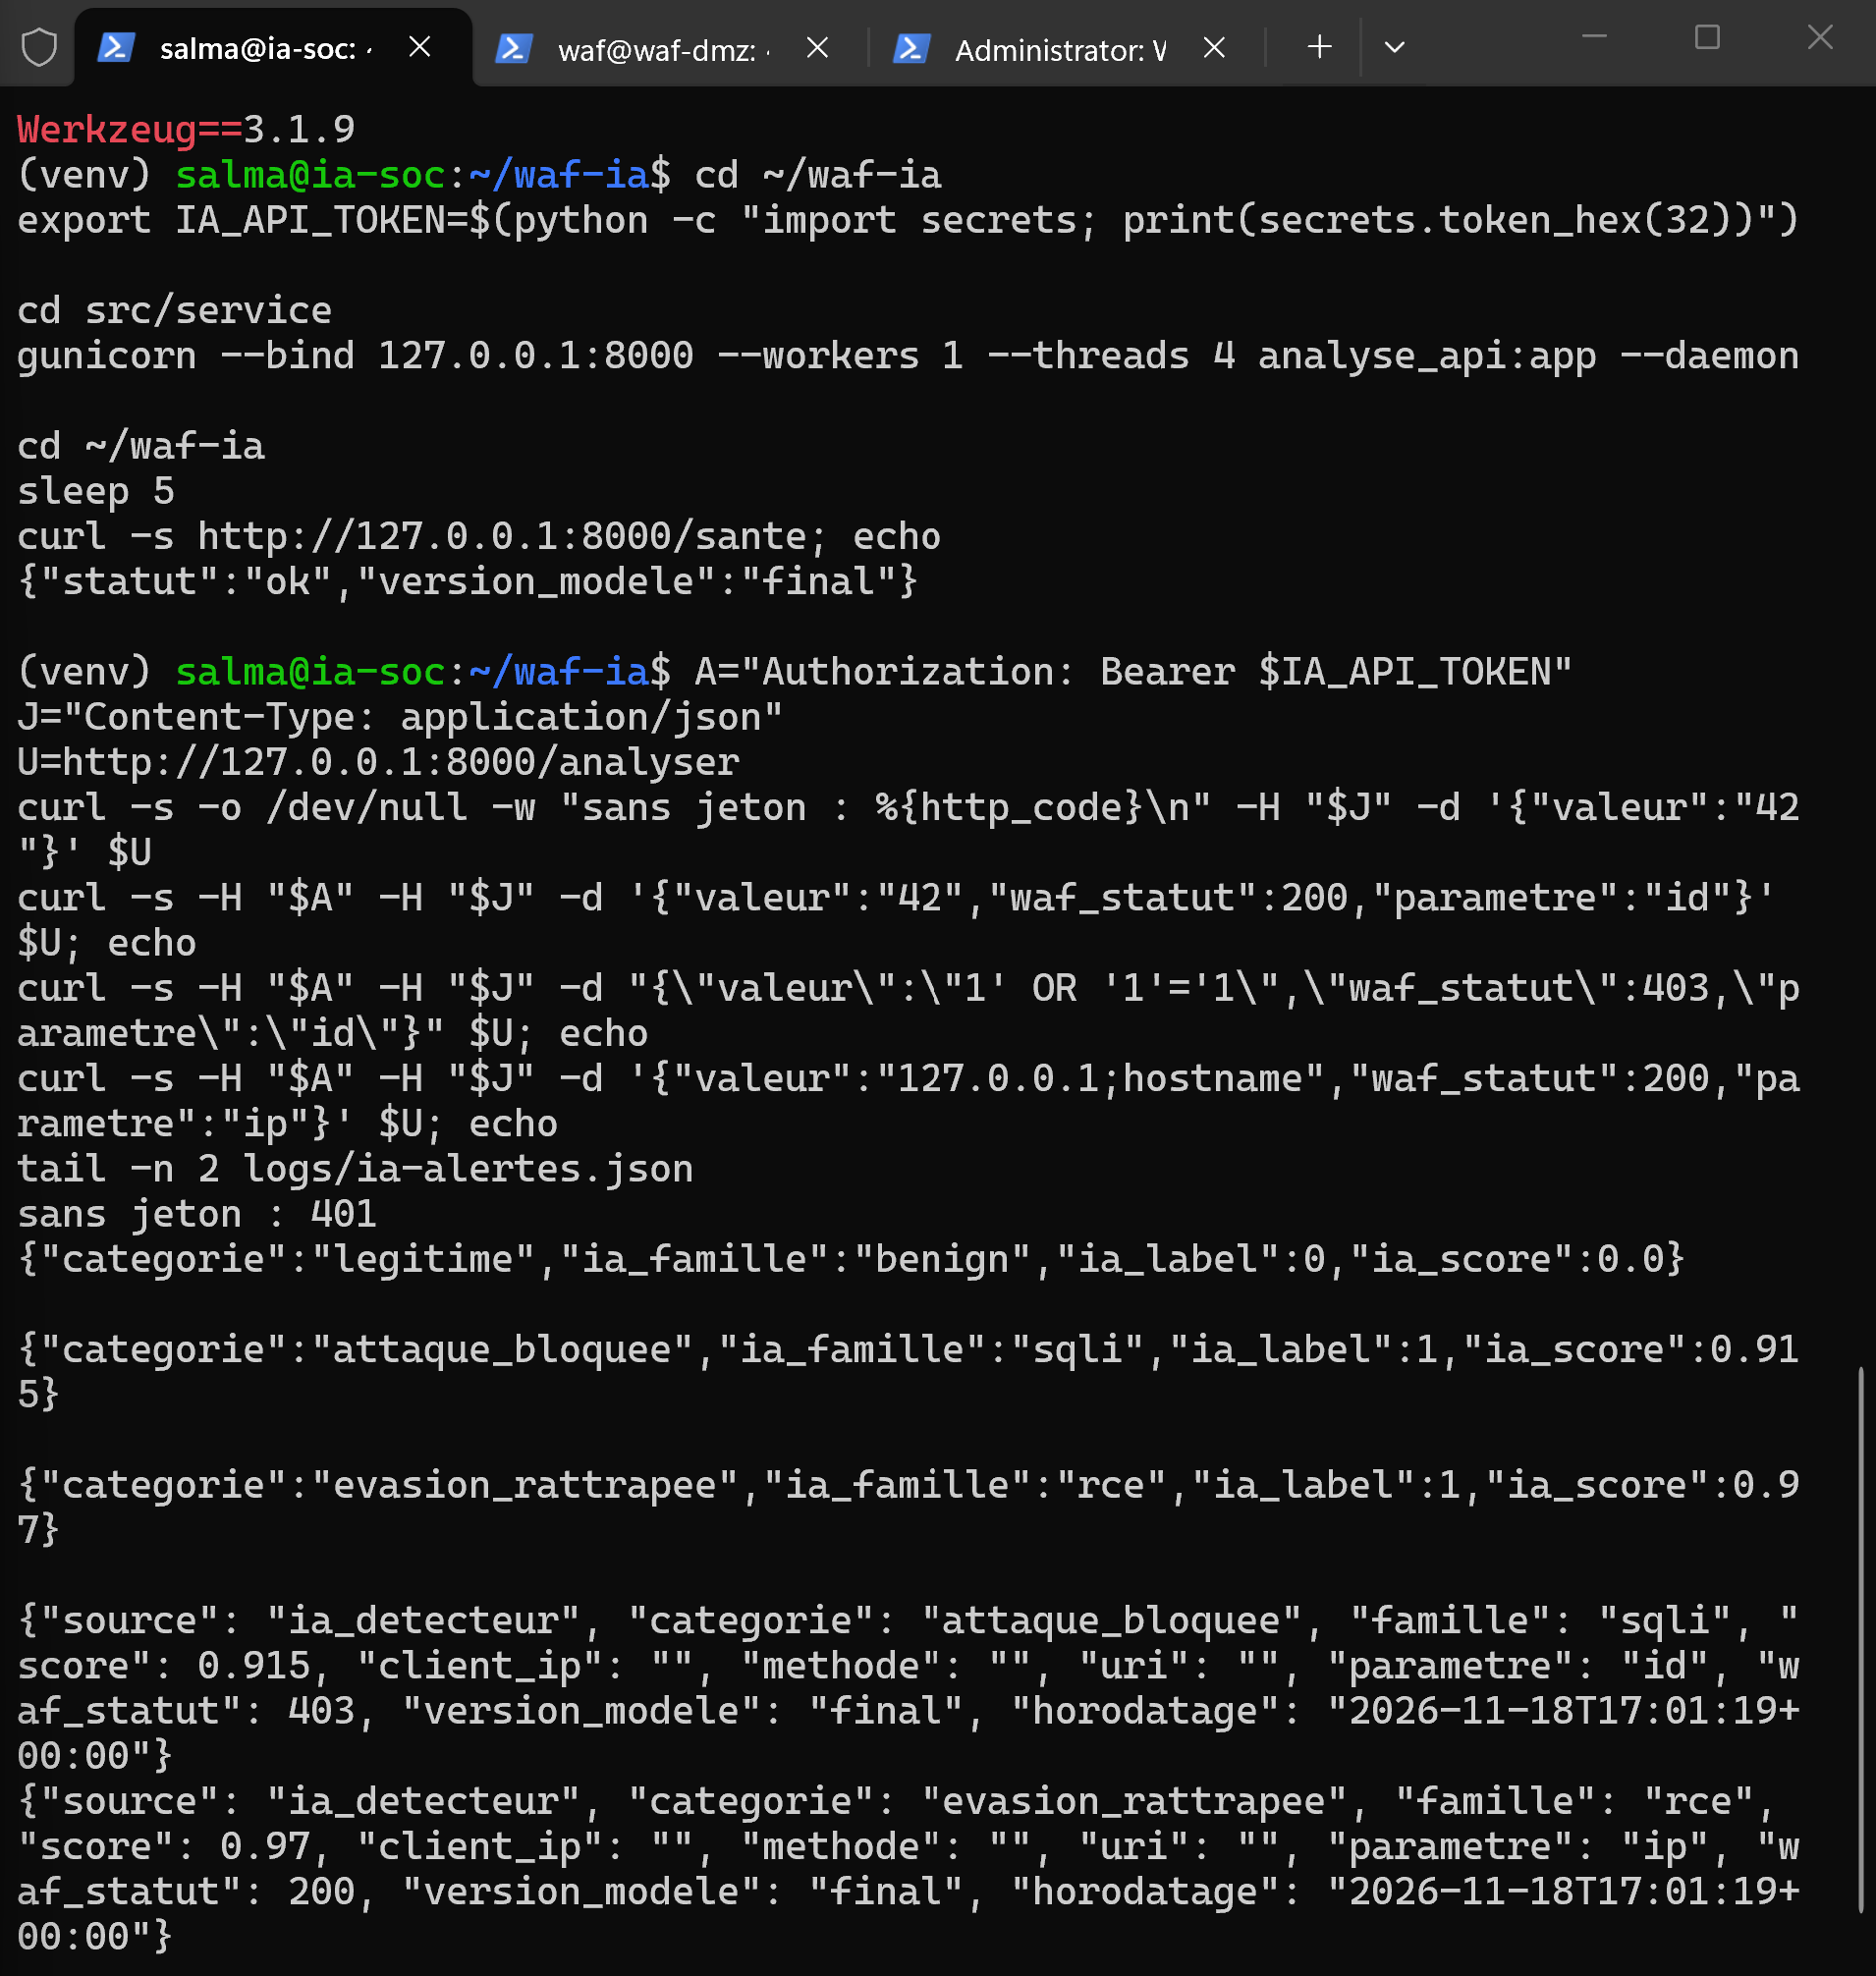 salma@ia-soc: ~
waf@waf-dmz: ~
Administrator: V
Werkzeug==3.1.9
(venv) salma@ia-soc:~/waf-ia$ cd ~/waf-ia
export IA_API_TOKEN=$(python -c "import secrets; print(secrets.token_hex(32))")
cd src/service
gunicorn --bind 127.0.0.1:8000 --workers 1 --threads 4 analyse_api:app --daemon
cd ~/waf-ia
sleep 5
curl -s http://127.0.0.1:8000/sante; echo
{"statut":"ok","version_modele":"final"}
(venv) salma@ia-soc:~/waf-ia$ A="Authorization: Bearer $IA_API_TOKEN"
J="Content-Type: application/json"
U=http://127.0.0.1:8000/analyser
curl -s -o /dev/null -w "sans jeton : %{http_code}\n" -H "$J" -d '{"valeur":"42
"}' $U
curl -s -H "$A" -H "$J" -d '{"valeur":"42","waf_statut":200,"parametre":"id"}'
$U; echo
curl -s -H "$A" -H "$J" -d "{\"valeur\":\"1' OR '1'='1\",\"waf_statut\":403,\"p
arametre\":\"id\"}" $U; echo
curl -s -H "$A" -H "$J" -d '{"valeur":"127.0.0.1;hostname","waf_statut":200,"pa
rametre":"ip"}' $U; echo
tail -n 2 logs/ia-alertes.json
sans jeton : 401
{"categorie":"legitime","ia_famille":"benign","ia_label":0,"ia_score":0.0}
{"categorie":"attaque_bloquee","ia_famille":"sqli","ia_label":1,"ia_score":0.91
5}
{"categorie":"evasion_rattrapee","ia_famille":"rce","ia_label":1,"ia_score":0.9
7}
{"source": "ia_detecteur", "categorie": "attaque_bloquee", "famille": "sqli", "
score": 0.915, "client_ip": "", "methode": "", "uri": "", "parametre": "id", "w
af_statut": 403, "version_modele": "final", "horodatage": "2026-11-18T17:01:19+
00:00"}
{"source": "ia_detecteur", "categorie": "evasion_rattrapee", "famille": "rce",
"score": 0.97, "client_ip": "", "methode": "", "uri": "", "parametre": "ip", "w
af_statut": 200, "version_modele": "final", "horodatage": "2026-11-18T17:01:19+
00:00"}